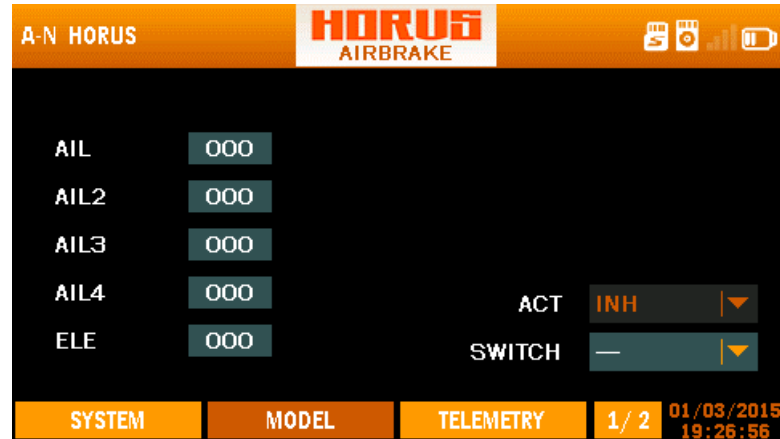 A-N HORUS
HORUS
AIRBRAKE
AIL 000
AIL2 000
AIL3 000
AIL4 000
ELE 000
ACT INH
SWITCH —
SYSTEM MODEL TELEMETRY 1/2 01/03/2015
19:26:56